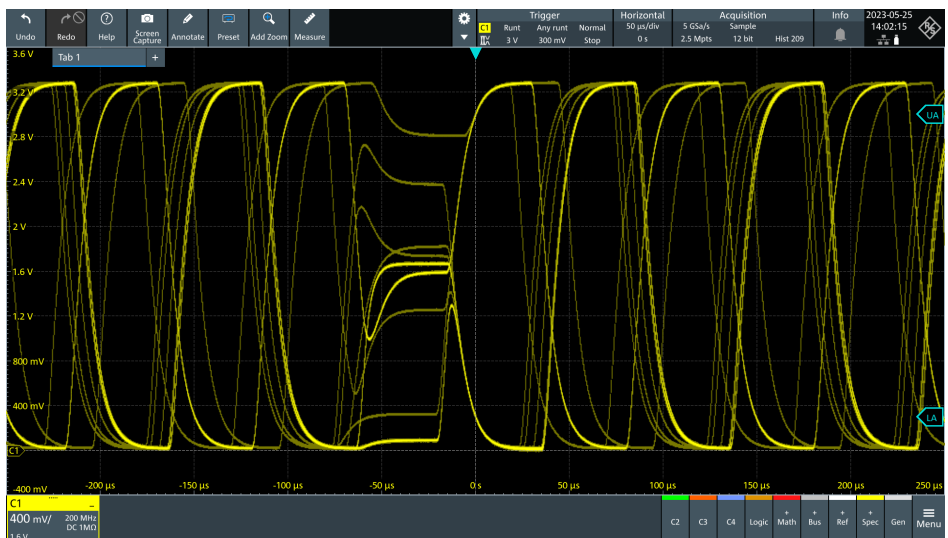 Undo
Redo
Help
Screen
Capture
Annotate
Preset
Add Zoom
Measure
Trigger
C1 Runt Any runt Normal
3 V 300 mV Stop
Horizontal
50 µs/div
0 s
Acquisition
5 GSa/s Sample
2.5 Mpts 12 bit Hist 209
Info
2023-05-25
14:02:15
R&S
Tab 1 +
3.6 V
3.2 V
2.8 V
2.4 V
2 V
1.6 V
1.2 V
800 mV
400 mV
C1
-400 mV
UA
LA
-200 µs
-150 µs
-100 µs
-50 µs
0 s
50 µs
100 µs
150 µs
200 µs
250 µs
C1
400 mV/ 200 MHz
DC 1MΩ
1.6 V
C2
C3
C4
Logic
+
Math
+
Bus
+
Ref
+
Spec
Gen
Menu